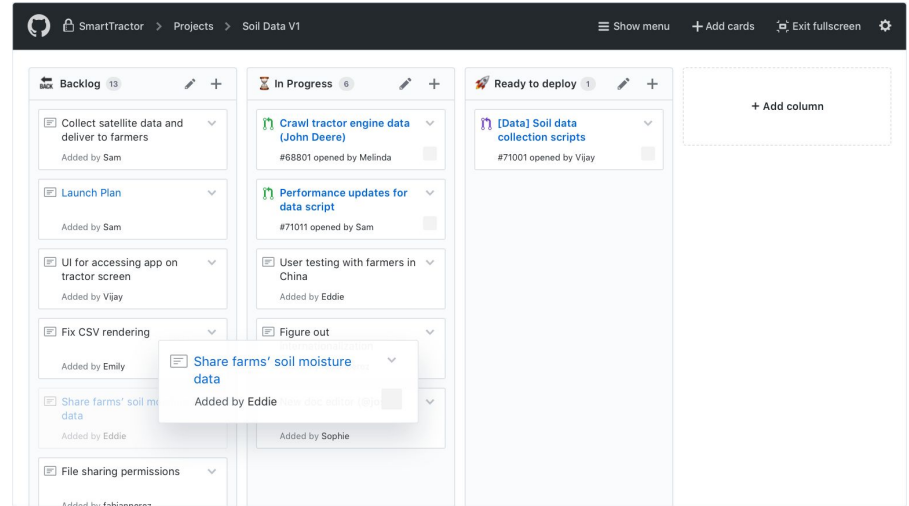 SmartTractor > Projects > Soil Data V1
Show menu
+ Add cards
Exit fullscreen
BACK Backlog 13
Collect satellite data and
deliver to farmers
Added by Sam
Launch Plan
Added by Sam
UI for accessing app on
tractor screen
Added by Vijay
Fix CSV rendering
Added by Emily
Share farms' soil mo
data
Added by Eddie
File sharing permissions
Added by fabianperez
In Progress 6
Crawl tractor engine data
(John Deere)
#68801 opened by Melinda
Performance updates for
data script
#71011 opened by Sam
User testing with farmers in
China
Added by Eddie
Figure out
Share farms' soil moisture
data
Added by Eddie
Added by Sophie
Ready to deploy 1
[Data] Soil data
collection scripts
#71001 opened by Vijay
+ Add column